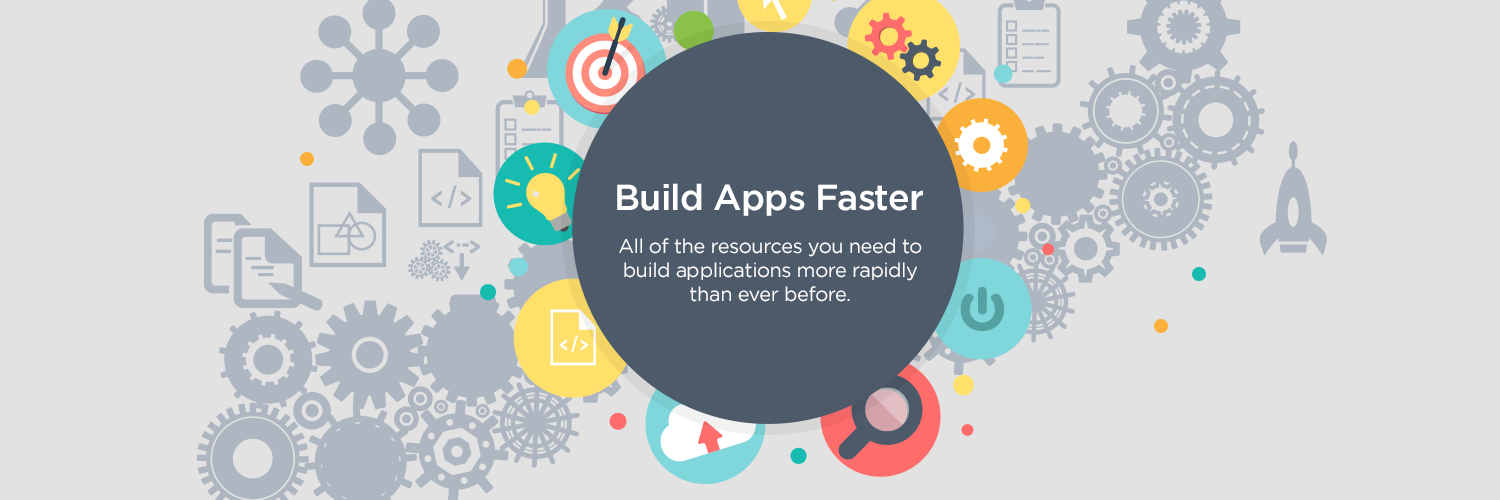 Build Apps Faster
All of the resources you need to
build applications more rapidly
than ever before.
</>
</>
</>